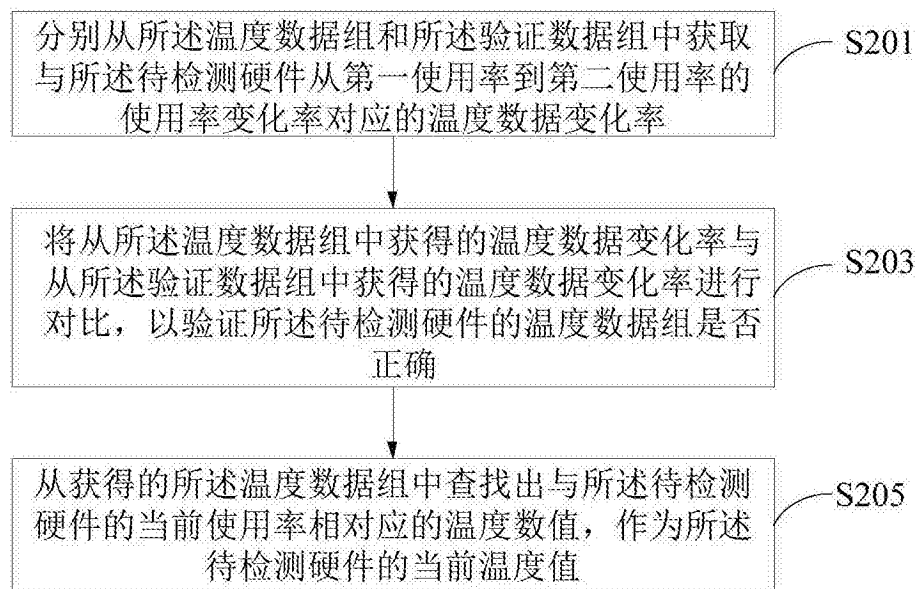 分别从所述温度数据组和所述验证数据组中获取
与所述待检测硬件从第一使用率到第二使用率的
使用率变化率对应的温度数据变化率
S201
将从所述温度数据组中获得的温度数据变化率与
从所述验证数据组中获得的温度数据变化率进行
对比，以验证所述待检测硬件的温度数据组是否
正确
S203
从获得的所述温度数据组中查找出与所述待检测
硬件的当前使用率相对应的温度数值，作为所述
待检测硬件的当前温度值
S205